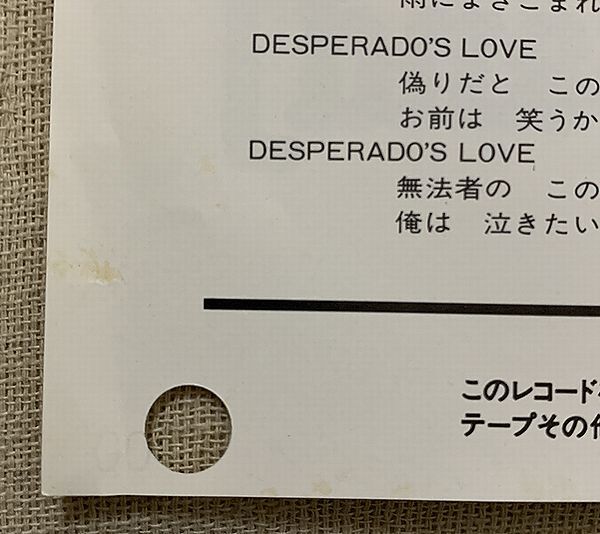 雨にまぎこまれ
DESPERADO'S LOVE
偽りだと この
お前は 笑うか
DESPERADO'S LOVE
無法者の この
俺は 泣きたい
このレコード
テープその